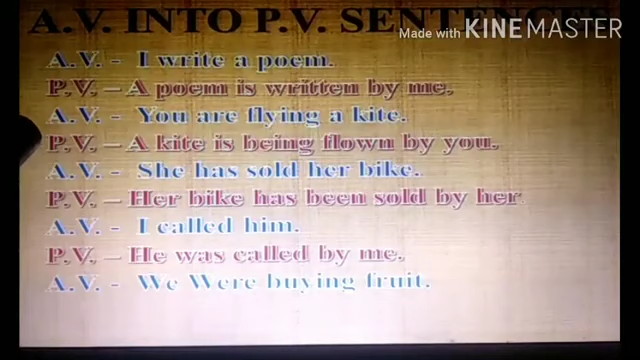 A.V. INTO P.V. SENTENCES
Made with KINEMASTER
A.V. - I write a poem.
P.V. – A poem is written by me.
A.V. - You are flying a kite.
P.V. – A kite is being flown by you.
A.V. - She has sold her bike.
P.V. – Her bike has been sold by her.
A.V. - I called him.
P.V. – He was called by me.
A.V. - We Were buying fruit.